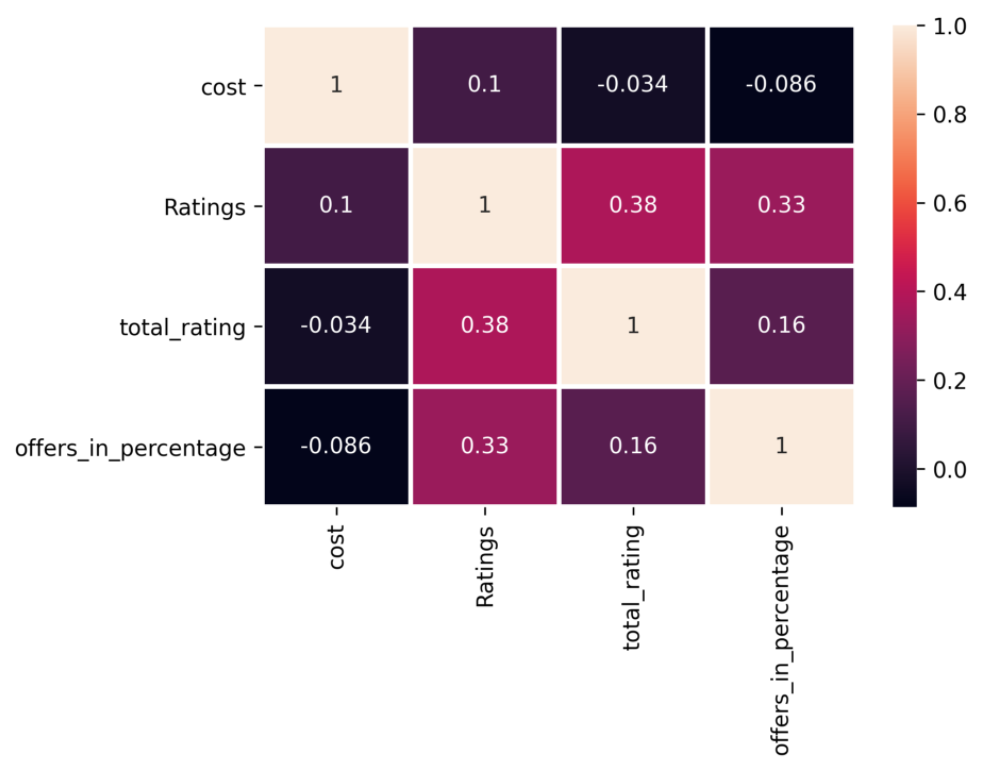 cost 1 0.1 -0.034 -0.086
Ratings 0.1 1 0.38 0.33
total_rating -0.034 0.38 1 0.16
offers_in_percentage -0.086 0.33 0.16 1
cost
Ratings
total_rating
offers_in_percentage
1.0
0.8
0.6
0.4
0.2
0.0